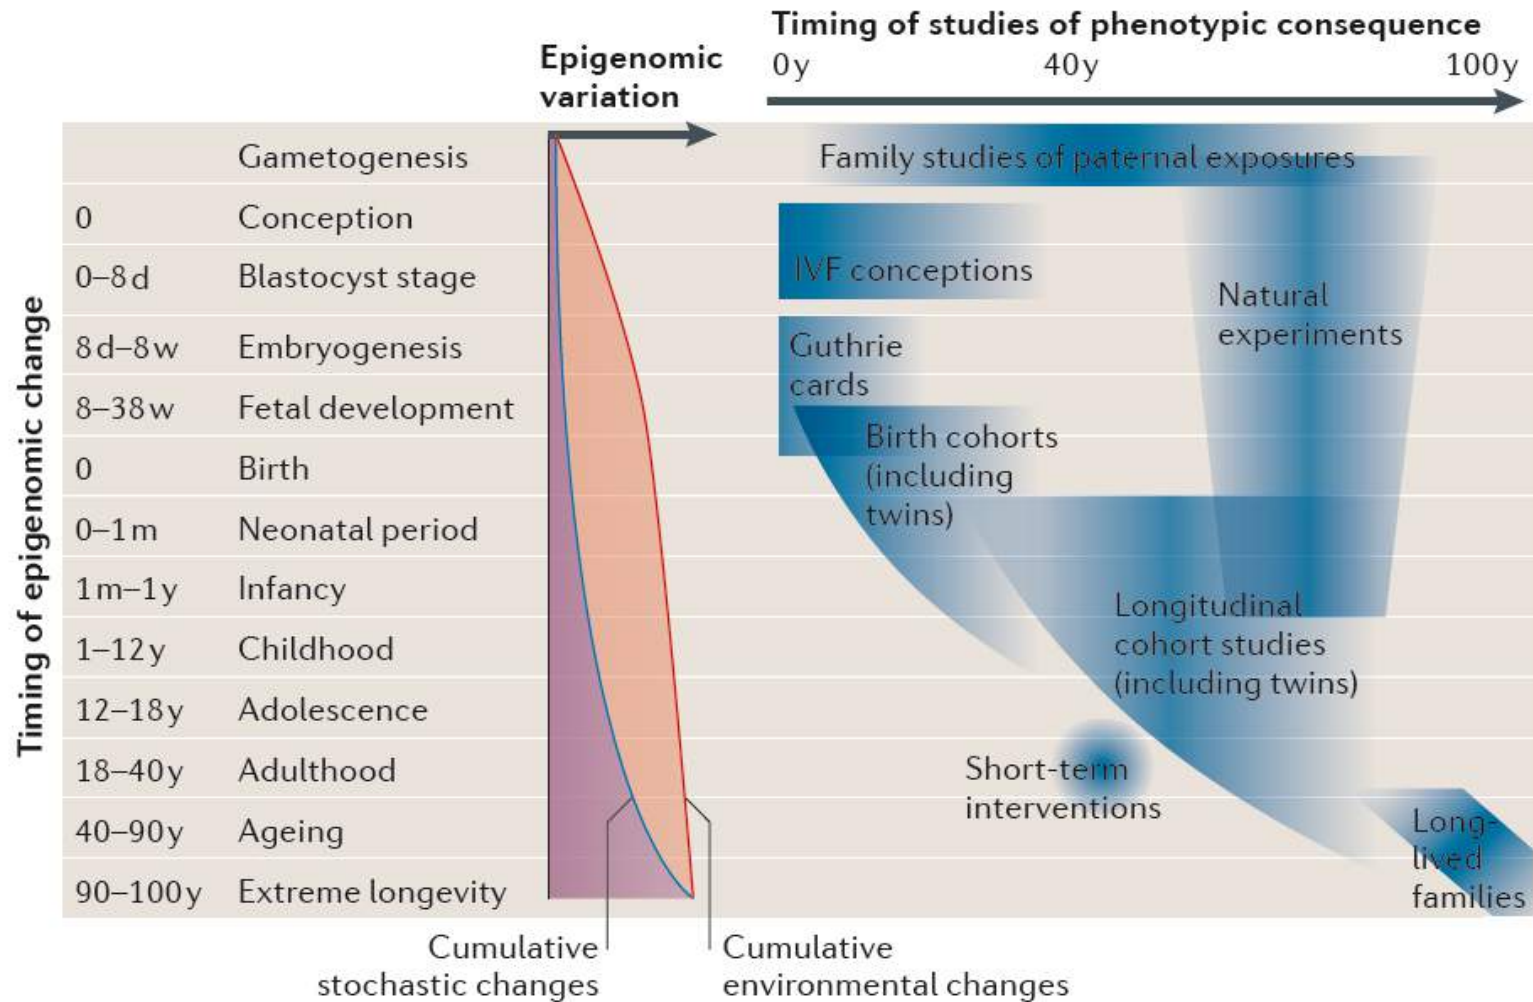 Timing of studies of phenotypic consequence
Epigenomic
variation
0 y
40 y
100 y
Timing of epigenomic change
Gametogenesis
0 Conception
0–8 d Blastocyst stage
8 d–8 w Embryogenesis
8–38 w Fetal development
0 Birth
0–1 m Neonatal period
1 m–1 y Infancy
1–12 y Childhood
12–18 y Adolescence
18–40 y Adulthood
40–90 y Ageing
90–100 y Extreme longevity
Cumulative
stochastic changes
Cumulative
environmental changes
Family studies of paternal exposures
IVF conceptions
Natural
experiments
Guthrie
cards
Birth cohorts
(including
twins)
Longitudinal
cohort studies
(including twins)
Short-term
interventions
Long-
lived
families